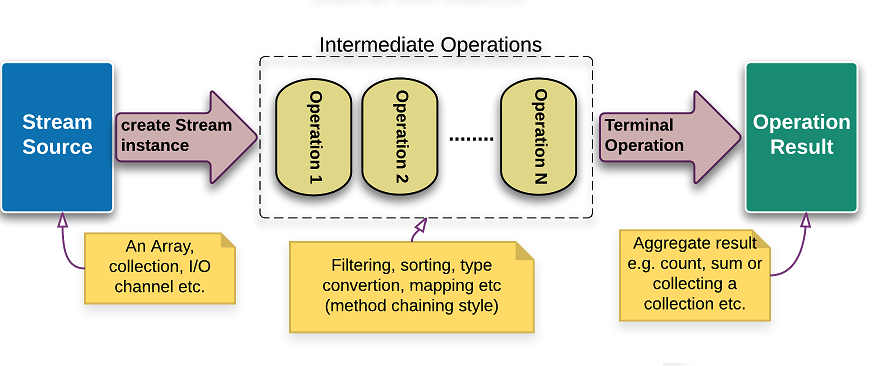 Intermediate Operations
Stream
Source
create Stream
instance
Operation 1
Operation 2
........
Operation N
Terminal
Operation
Operation
Result
An Array,
collection, I/O
channel etc.
Filtering, sorting, type
convertion, mapping etc
(method chaining style)
Aggregate result
e.g. count, sum or
collecting a
collection etc.